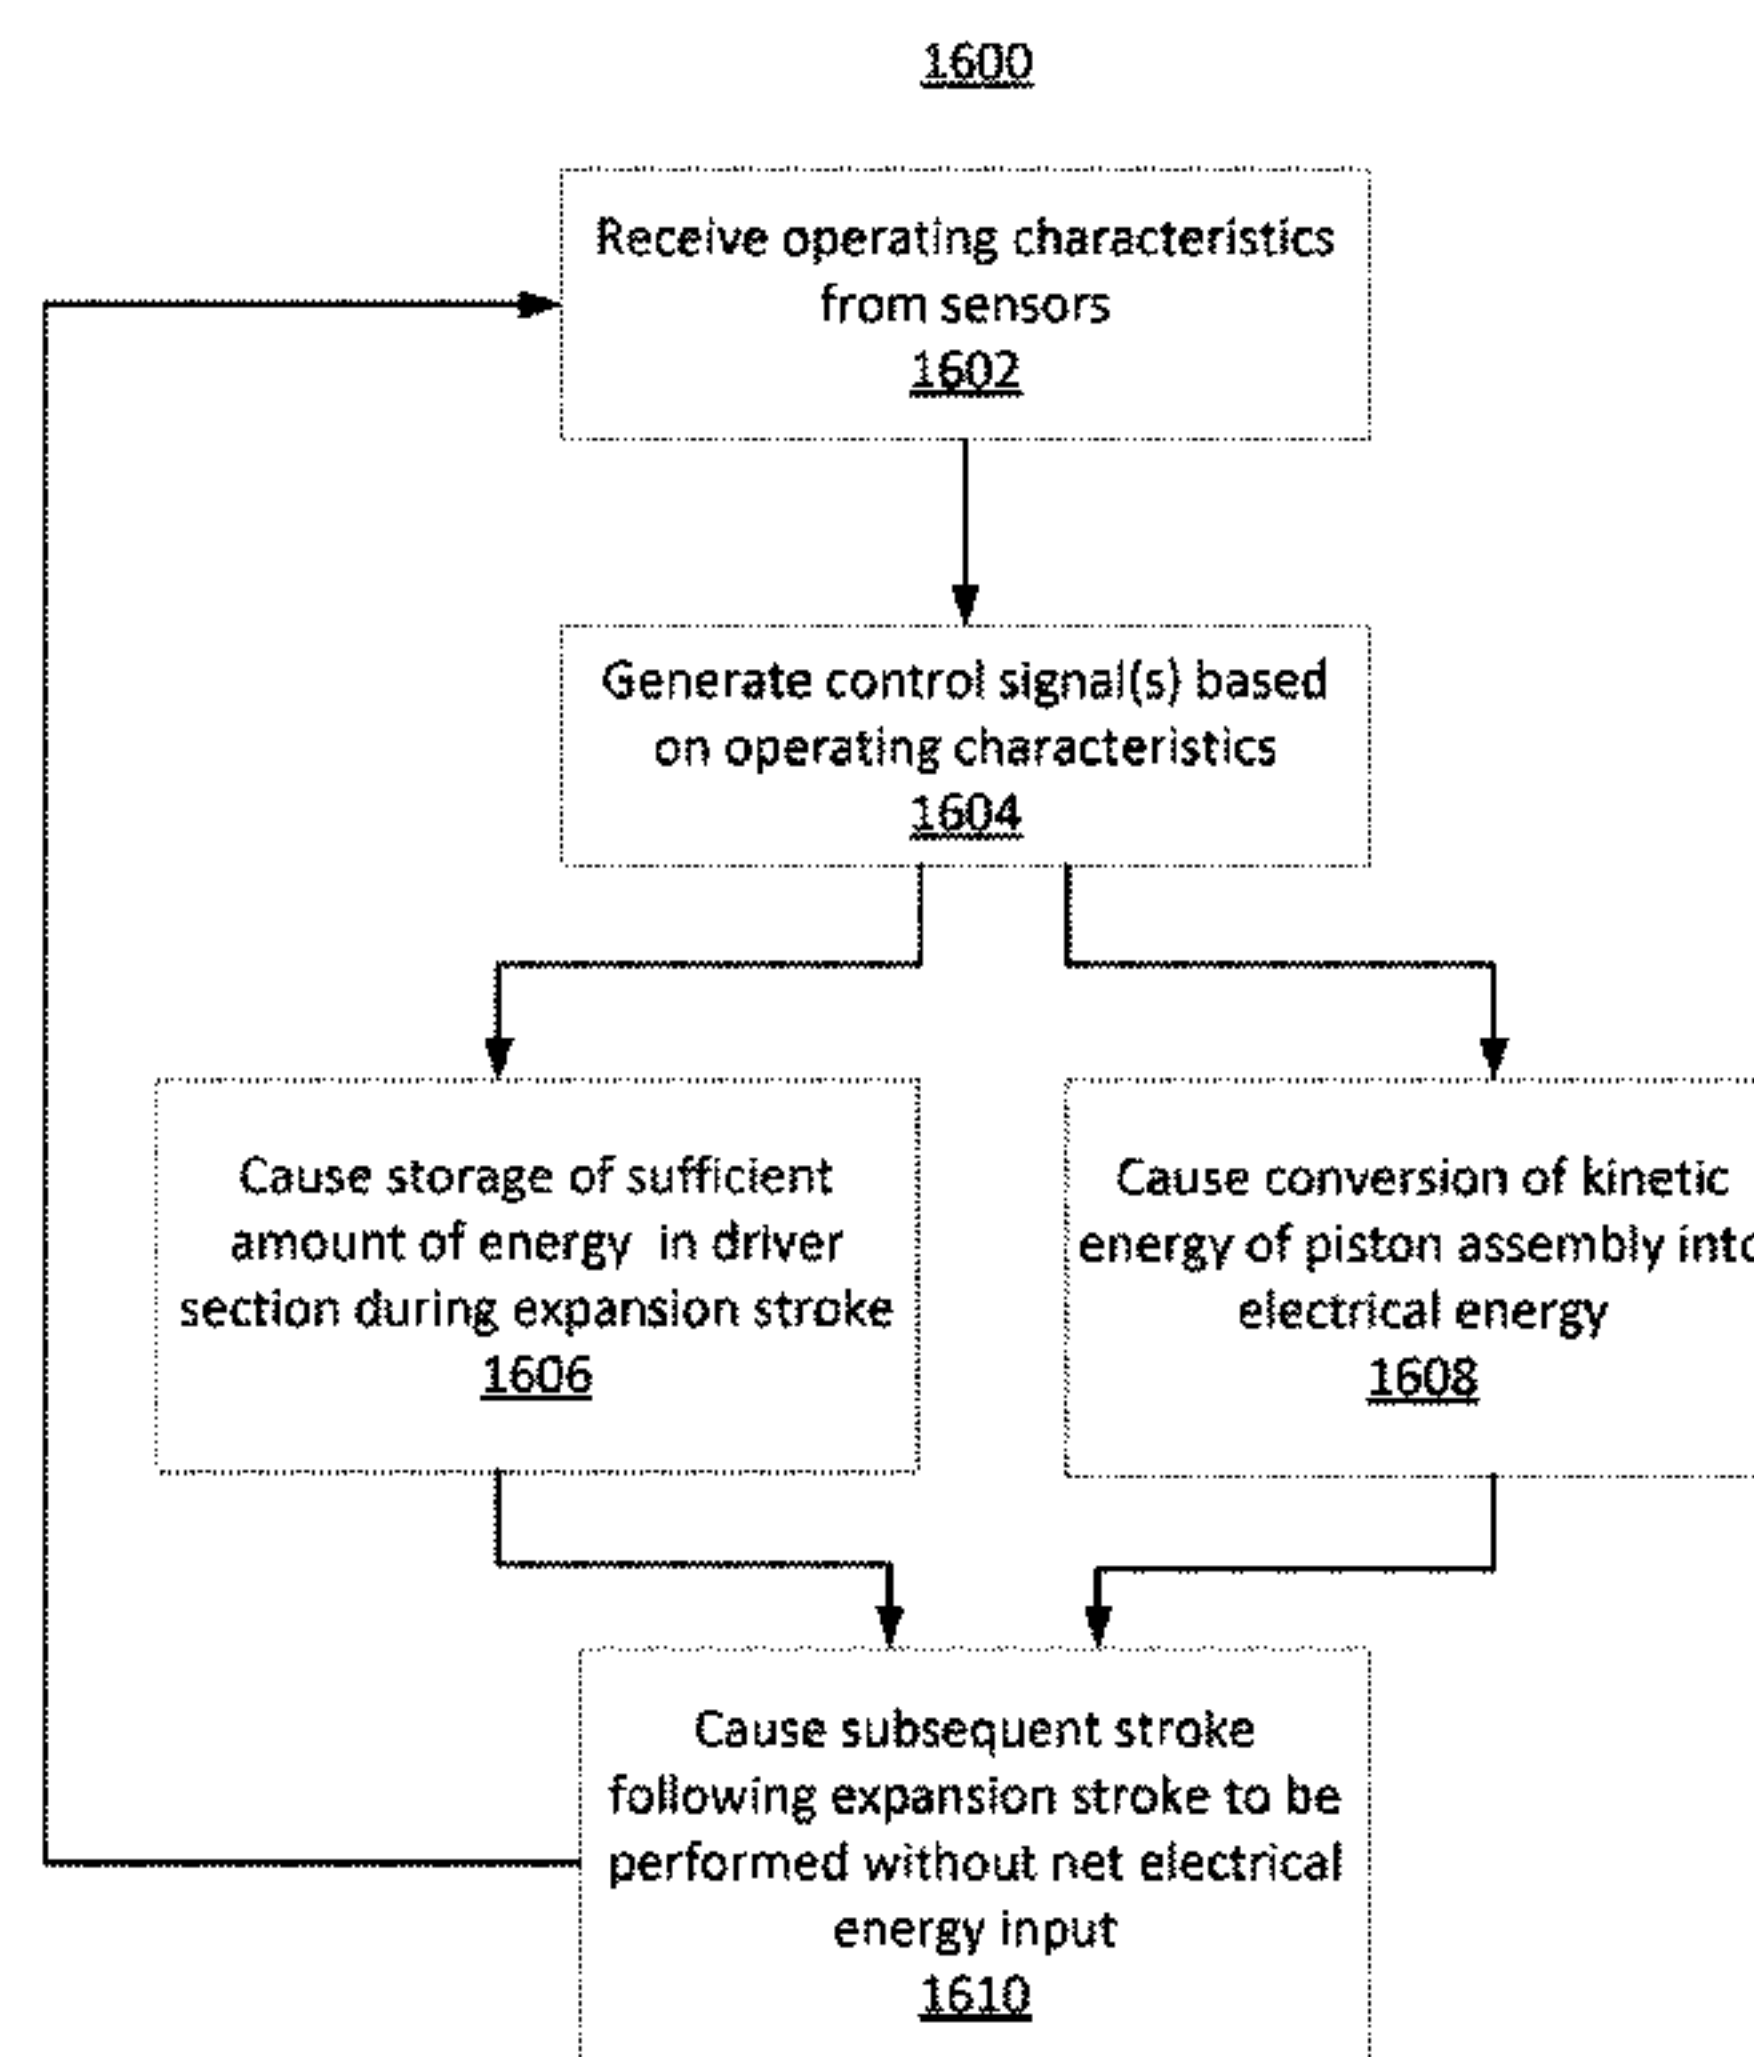 1600
Receive operating characteristics
from sensors
1602
Generate control signal(s) based
on operating characteristics
1604
Cause storage of sufficient
amount of energy in driver
section during expansion stroke
1606
Cause conversion of kinetic
energy of piston assembly into
electrical energy
1608
Cause subsequent stroke
following expansion stroke to be
performed without net electrical
energy input
1610